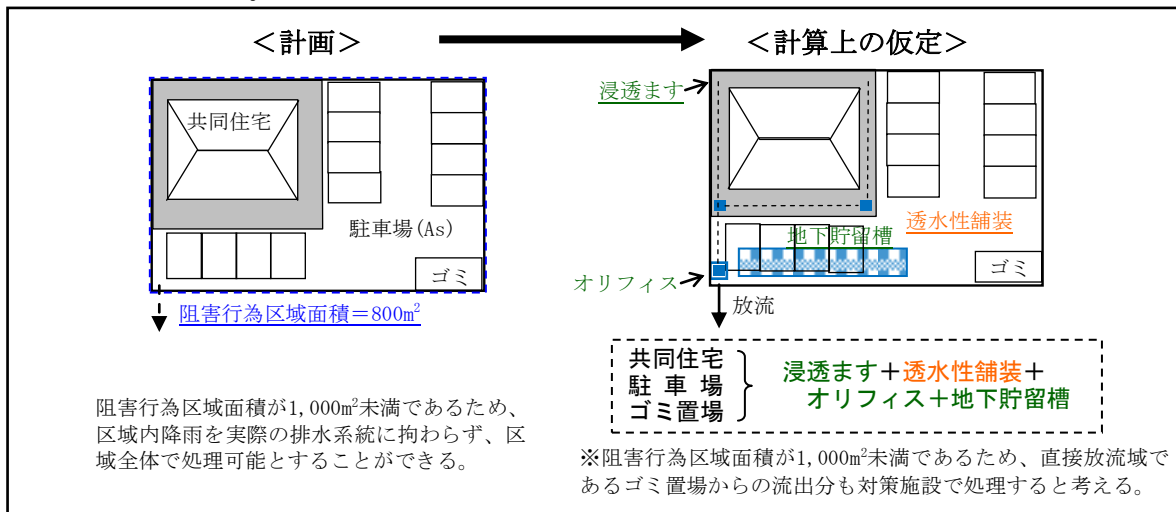 ＜計画＞
共同住宅
駐車場(As)
ゴミ
阻害行為区域面積＝800m²
阻害行為区域面積が1,000m²未満であるため、
区域内降雨を実際の排水系統に拘わらず、区
域全体で処理可能とすることができる。
＜計算上の仮定＞
浸透ます
透水性舗装
地下貯留槽
ゴミ
オリフィス
放流
共同住宅
駐 車 場
ゴミ置場
浸透ます＋透水性舗装＋
オリフィス＋地下貯留槽
※阻害行為区域面積が1,000m²未満であるため、直接放流域で
あるゴミ置場からの流出分も対策施設で処理すると考える。